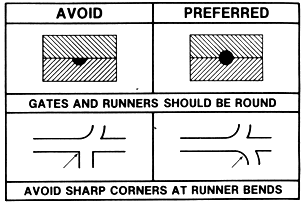 AVOID PREFERRED
GATES AND RUNNERS SHOULD BE ROUND
AVOID SHARP CORNERS AT RUNNER BENDS